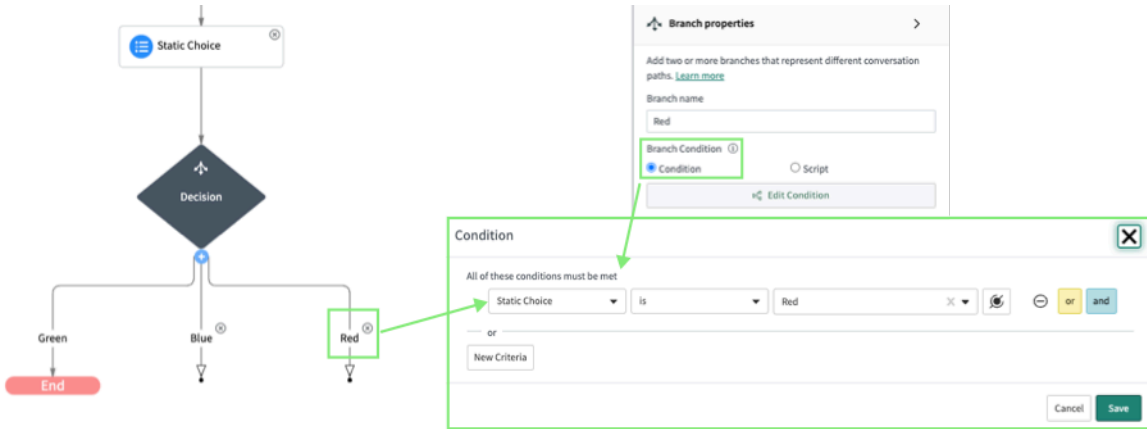 Static Choice
Decision
Green
Blue
Red
End
Branch properties
Add two or more branches that represent different conversation
paths. Learn more
Branch name
Red
Branch Condition
Condition
Script
Edit Condition
Condition
All of these conditions must be met
Static Choice
is
Red
or
and
or
New Criteria
Cancel
Save